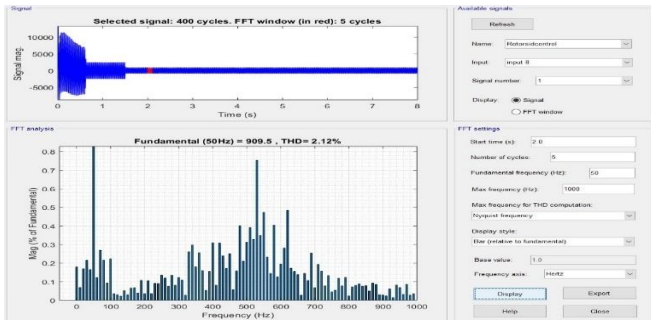 Signal
Selected signal: 400 cycles. FFT window (in red): 5 cycles
Signal mag.
10000
5000
0
-5000
0 1 2 3 4 5 6 7 8
Time (s)
FFT analysis
Fundamental (50Hz) = 909.5 , THD= 2.12%
Mag (% of Fundamental)
0.8
0.7
0.6
0.5
0.4
0.3
0.2
0.1
0
0 100 200 300 400 500 600 700 800 900 1000
Frequency (Hz)
Available signals
Refresh
Name: Rotorsidcontrol
Input: input 8
Signal number: 1
Display: Signal
FFT window
FFT settings
Start time (s): 2.0
Number of cycles: 5
Fundamental frequency (Hz): 50
Max frequency (Hz): 1000
Max frequency for THD computation:
Nyquist frequency
Display style:
Bar (relative to fundamental)
Base value: 1.0
Frequency axis: Hertz
Display Export
Help Close